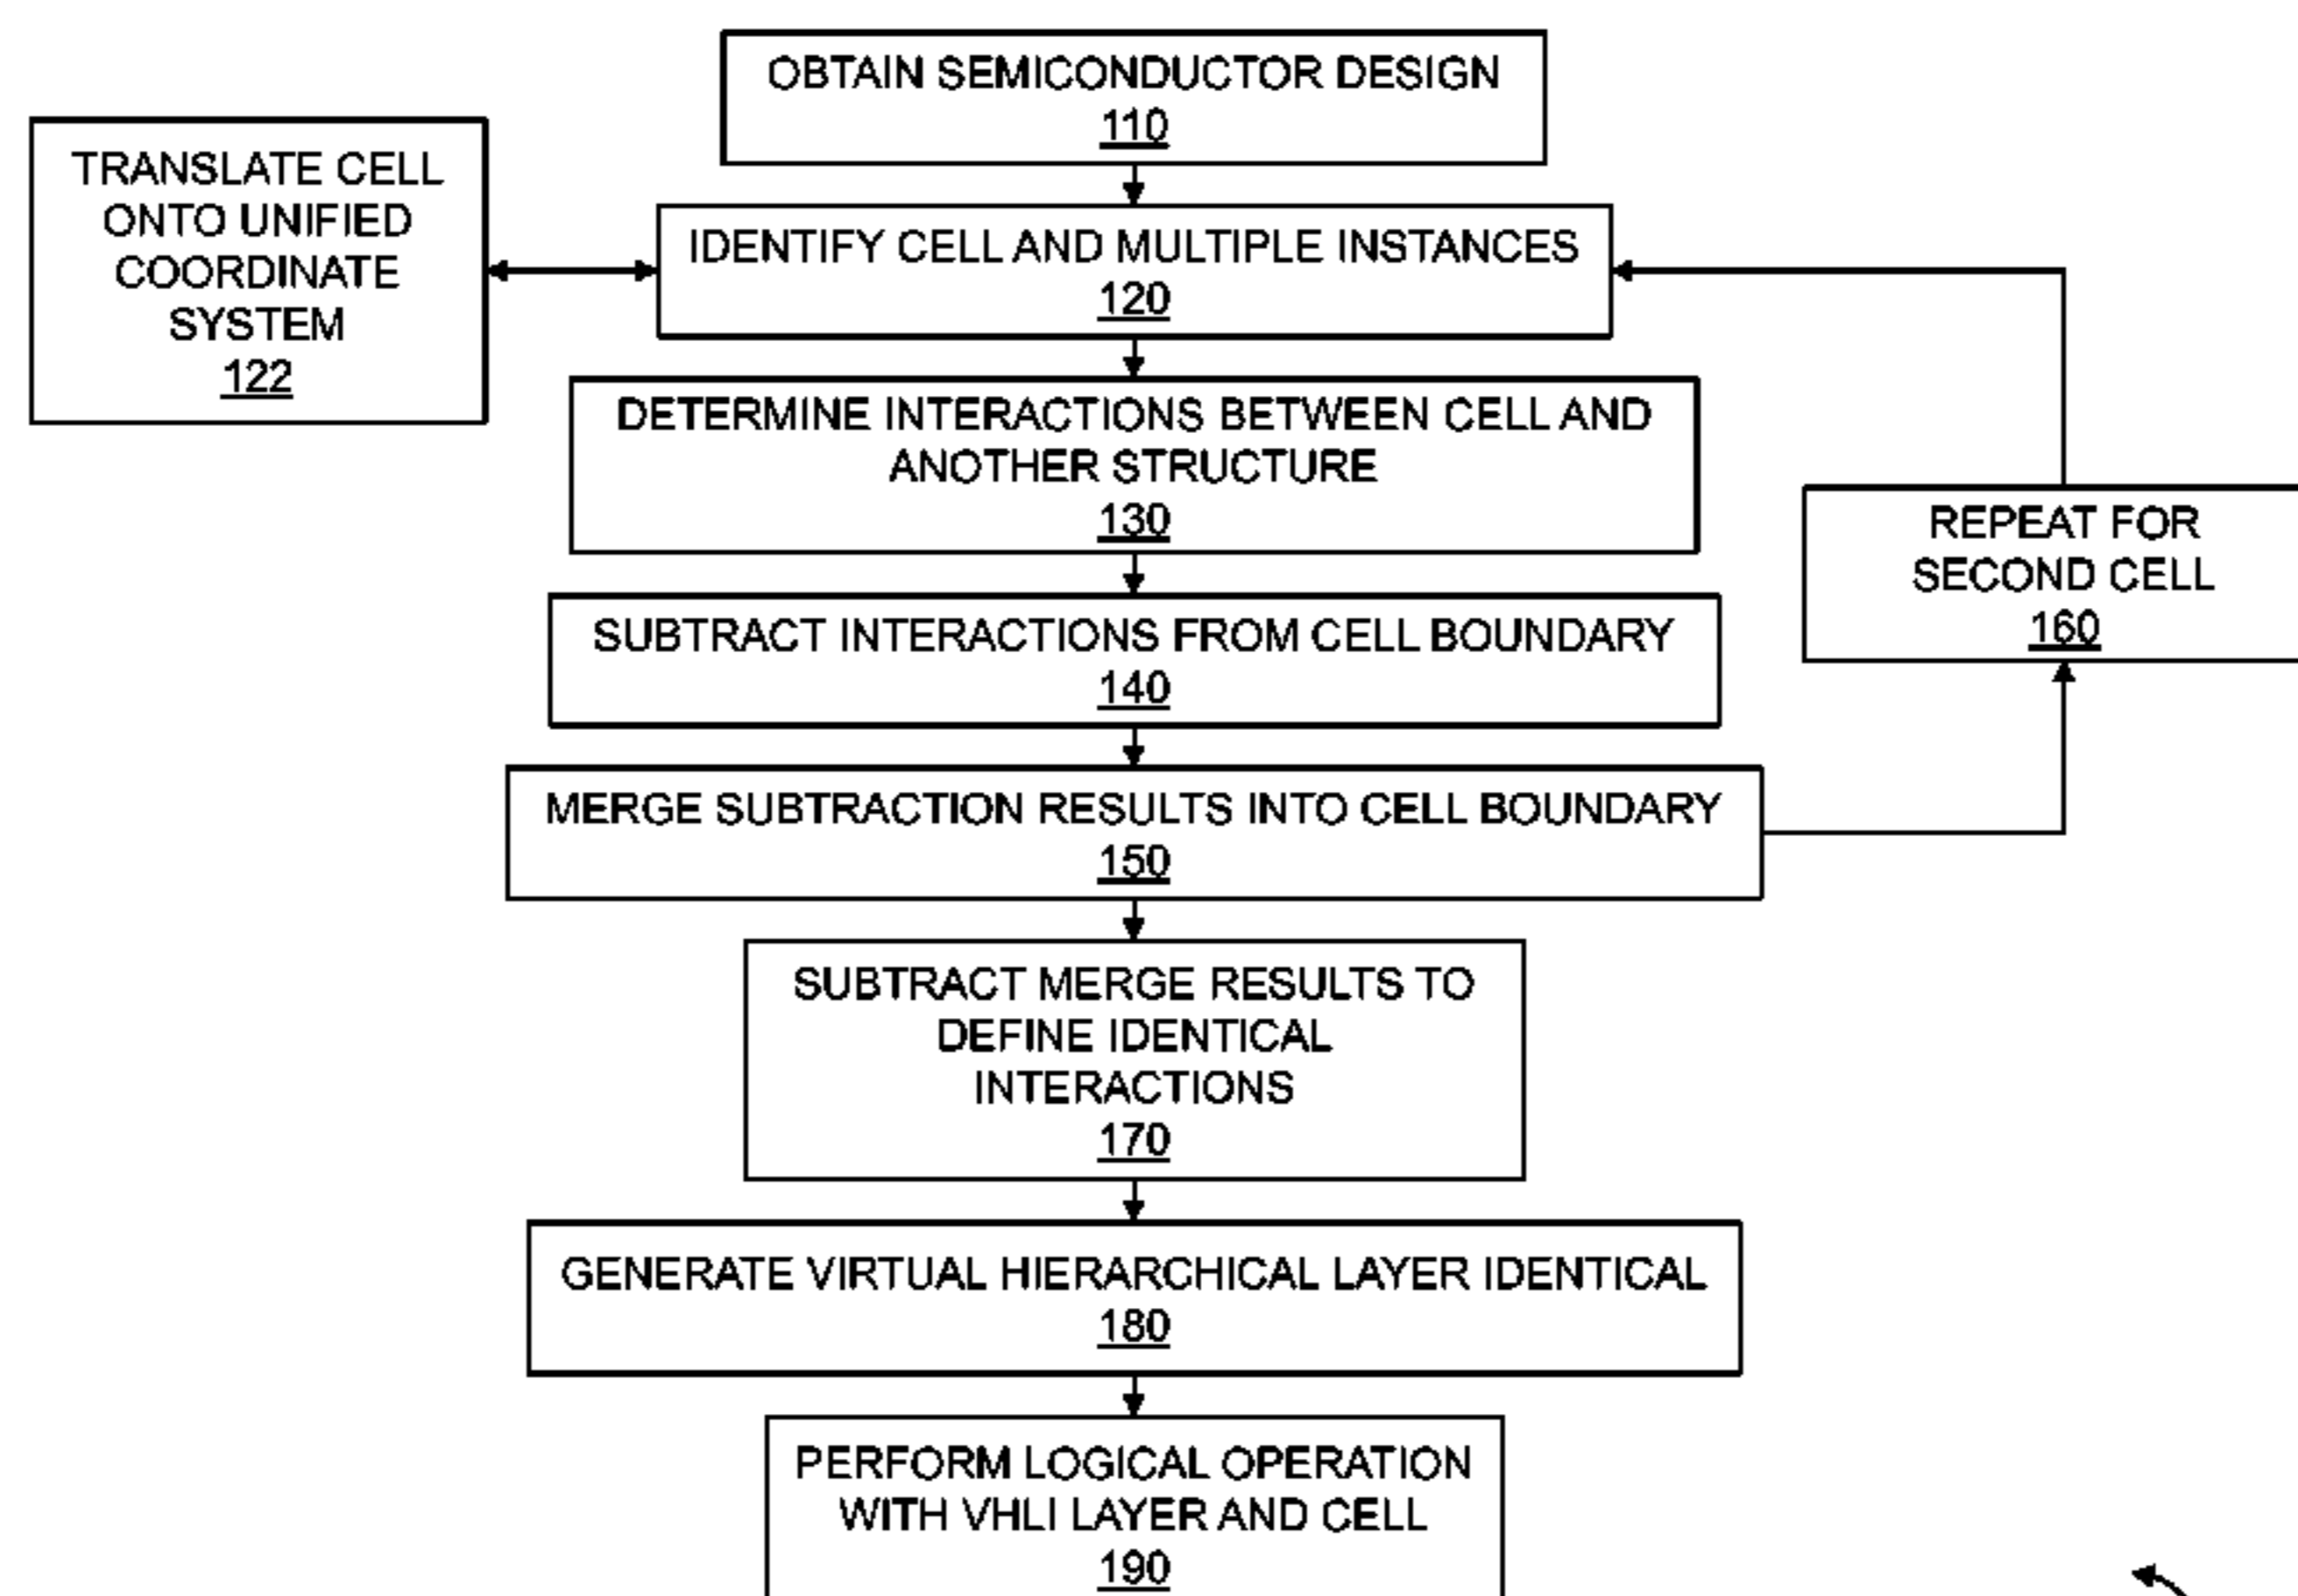 OBTAIN SEMICONDUCTOR DESIGN
110
TRANSLATE CELL
ONTO UNIFIED
COORDINATE
SYSTEM
122
IDENTIFY CELL AND MULTIPLE INSTANCES
120
DETERMINE INTERACTIONS BETWEEN CELL AND
ANOTHER STRUCTURE
130
SUBTRACT INTERACTIONS FROM CELL BOUNDARY
140
MERGE SUBTRACTION RESULTS INTO CELL BOUNDARY
150
REPEAT FOR
SECOND CELL
160
SUBTRACT MERGE RESULTS TO
DEFINE IDENTICAL
INTERACTIONS
170
GENERATE VIRTUAL HIERARCHICAL LAYER IDENTICAL
180
PERFORM LOGICAL OPERATION
WITH VHLI LAYER AND CELL
190